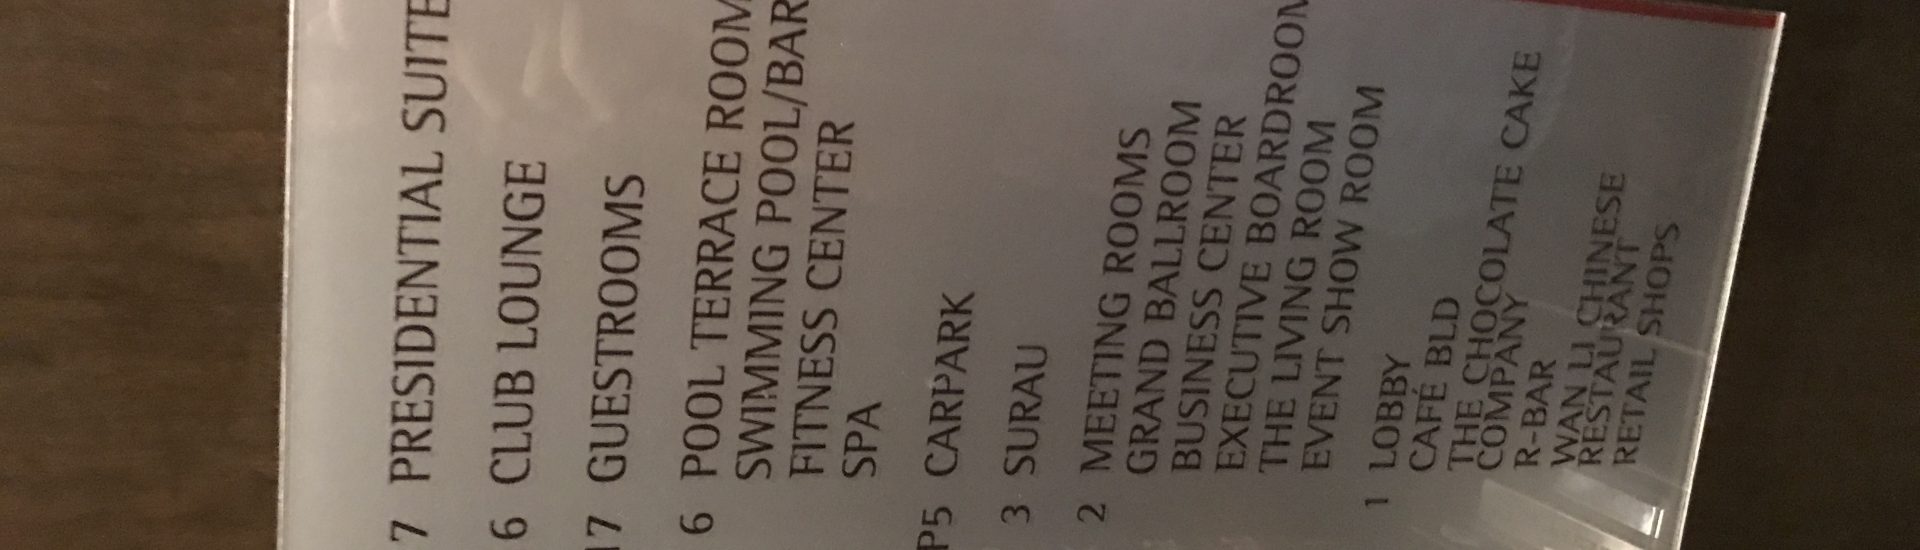 7 PRESIDENTIAL SUITE
6 CLUB LOUNGE
17 GUESTROOMS
6 POOL TERRACE ROOM
SWIMMING POOL/BAR
FITNESS CENTER
SPA
P5 CARPARK
3 SURAU
2 MEETING ROOMS
GRAND BALLROOM
BUSINESS CENTER
EXECUTIVE BOARDROOM
THE LIVING ROOM
EVENT SHOW ROOM
1 LOBBY
CAFÉ BLD
THE CHOCOLATE CAKE
COMPANY
R-BAR
WAN LI CHINESE
RESTAURANT
RETAIL SHOPS